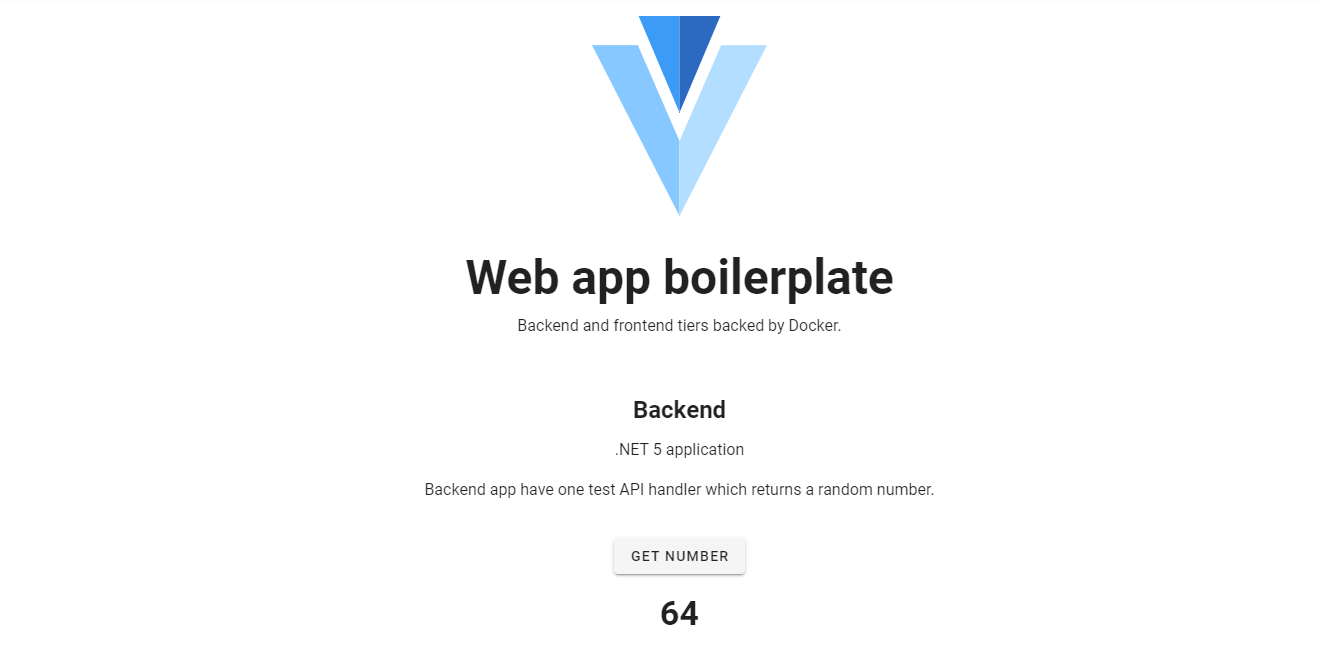 Web app boilerplate
Backend and frontend tiers backed by Docker.
Backend
.NET 5 application
Backend app have one test API handler which returns a random number.
GET NUMBER
64